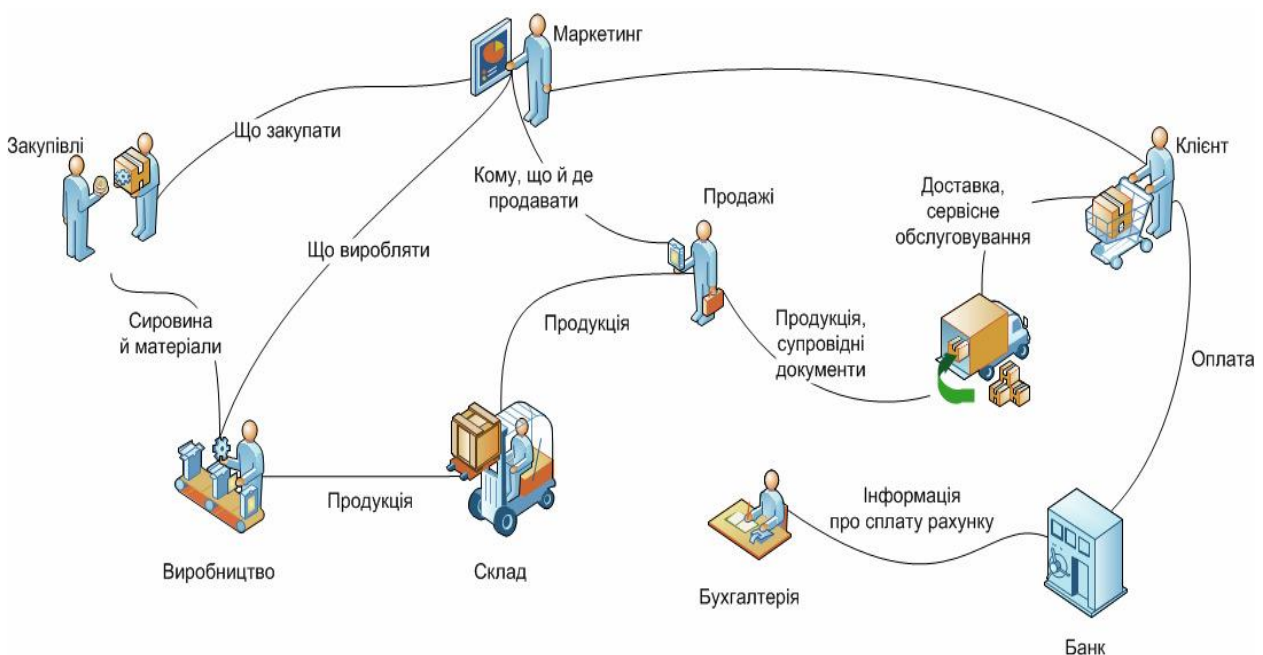 Маркетинг
Що закупати
Закупівлі
Клієнт
Кому, що й де
продавати
Продажі
Доставка,
сервісне
обслуговування
Що виробляти
Сировина
й матеріали
Продукція
Продукція,
супровідні
документи
Оплата
Продукція
Інформація
про сплату рахунку
Виробництво
Склад
Бухгалтерія
Банк